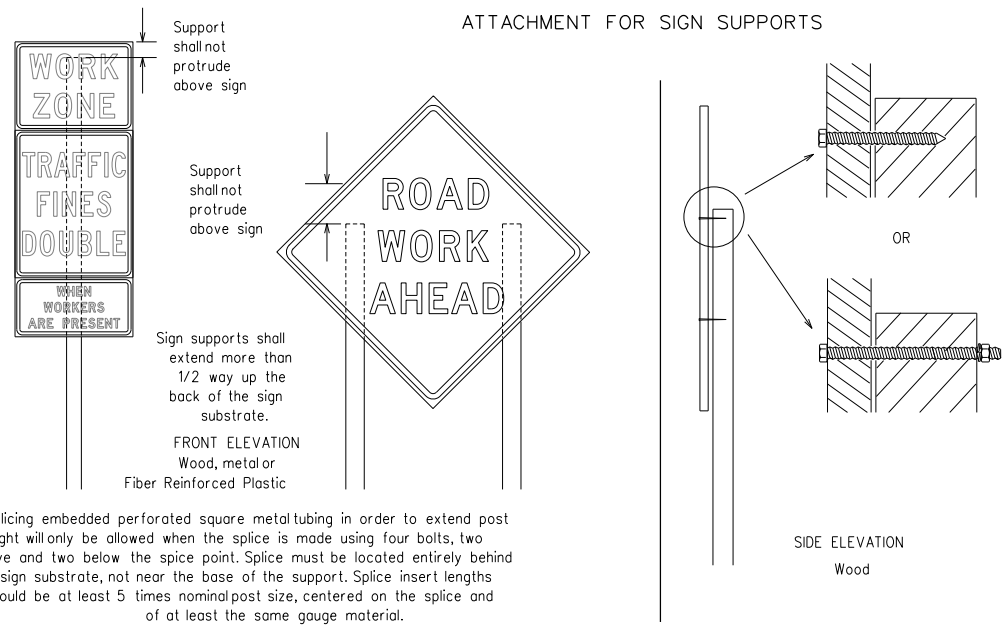 ATTACHMENT FOR SIGN SUPPORTS
Support
shall not
protrude
above sign
WORK
ZONE
TRAFFIC
FINES
DOUBLE
WHEN
WORKERS
ARE PRESENT
Support
shall not
protrude
above sign
ROAD
WORK
AHEAD
Sign supports shall
extend more than
1/2 way up the
back of the sign
substrate.
FRONT ELEVATION
Wood, metal or
Fiber Reinforced Plastic
licing embedded perforated square metal tubing in order to extend post
ght will only be allowed when the splice is made using four bolts, two
ve and two below the spice point. Splice must be located entirely behind
sign substrate, not near the base of the support. Splice insert lengths
ould be at least 5 times nominal post size, centered on the splice and
of at least the same gauge material.
OR
SIDE ELEVATION
Wood